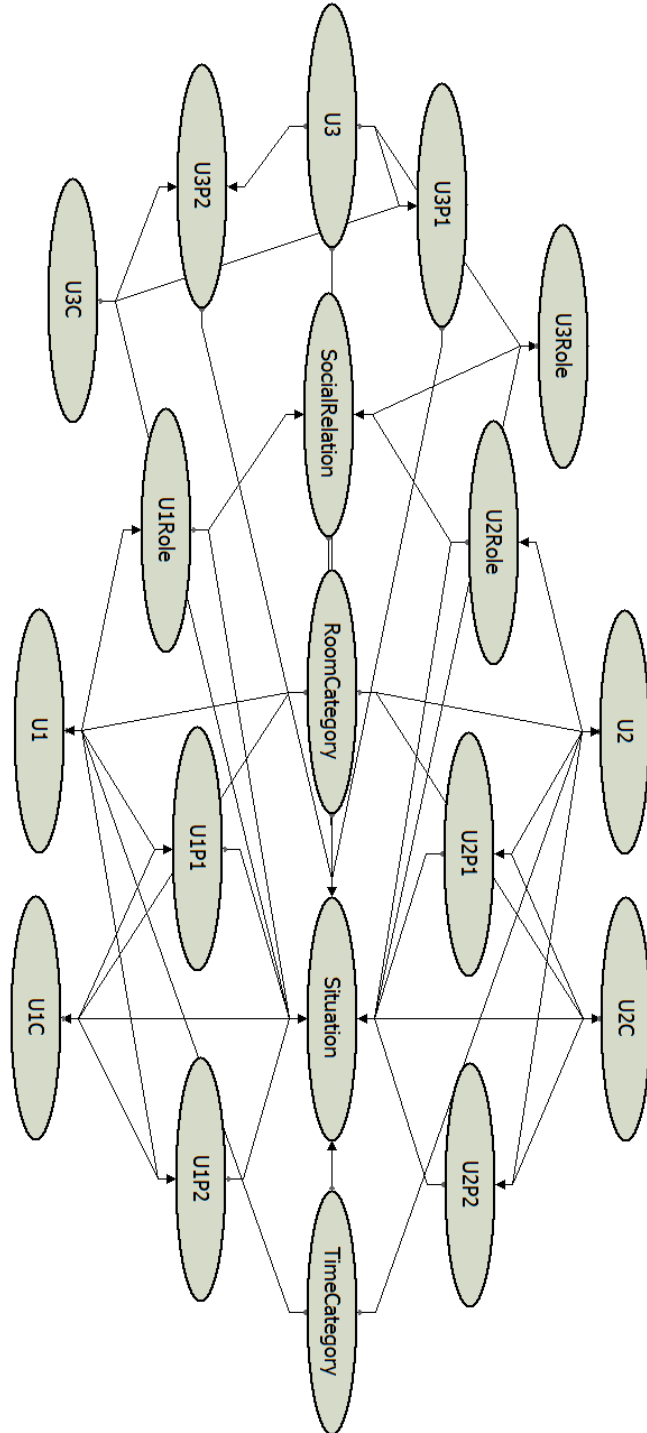 U3
U3P2
U3P1
U3C
U3Role
SocialRelation
U1Role
U2Role
RoomCategory
U1
U2
U1P1
U2P1
U1C
Situation
U2C
U1P2
U2P2
TimeCategory